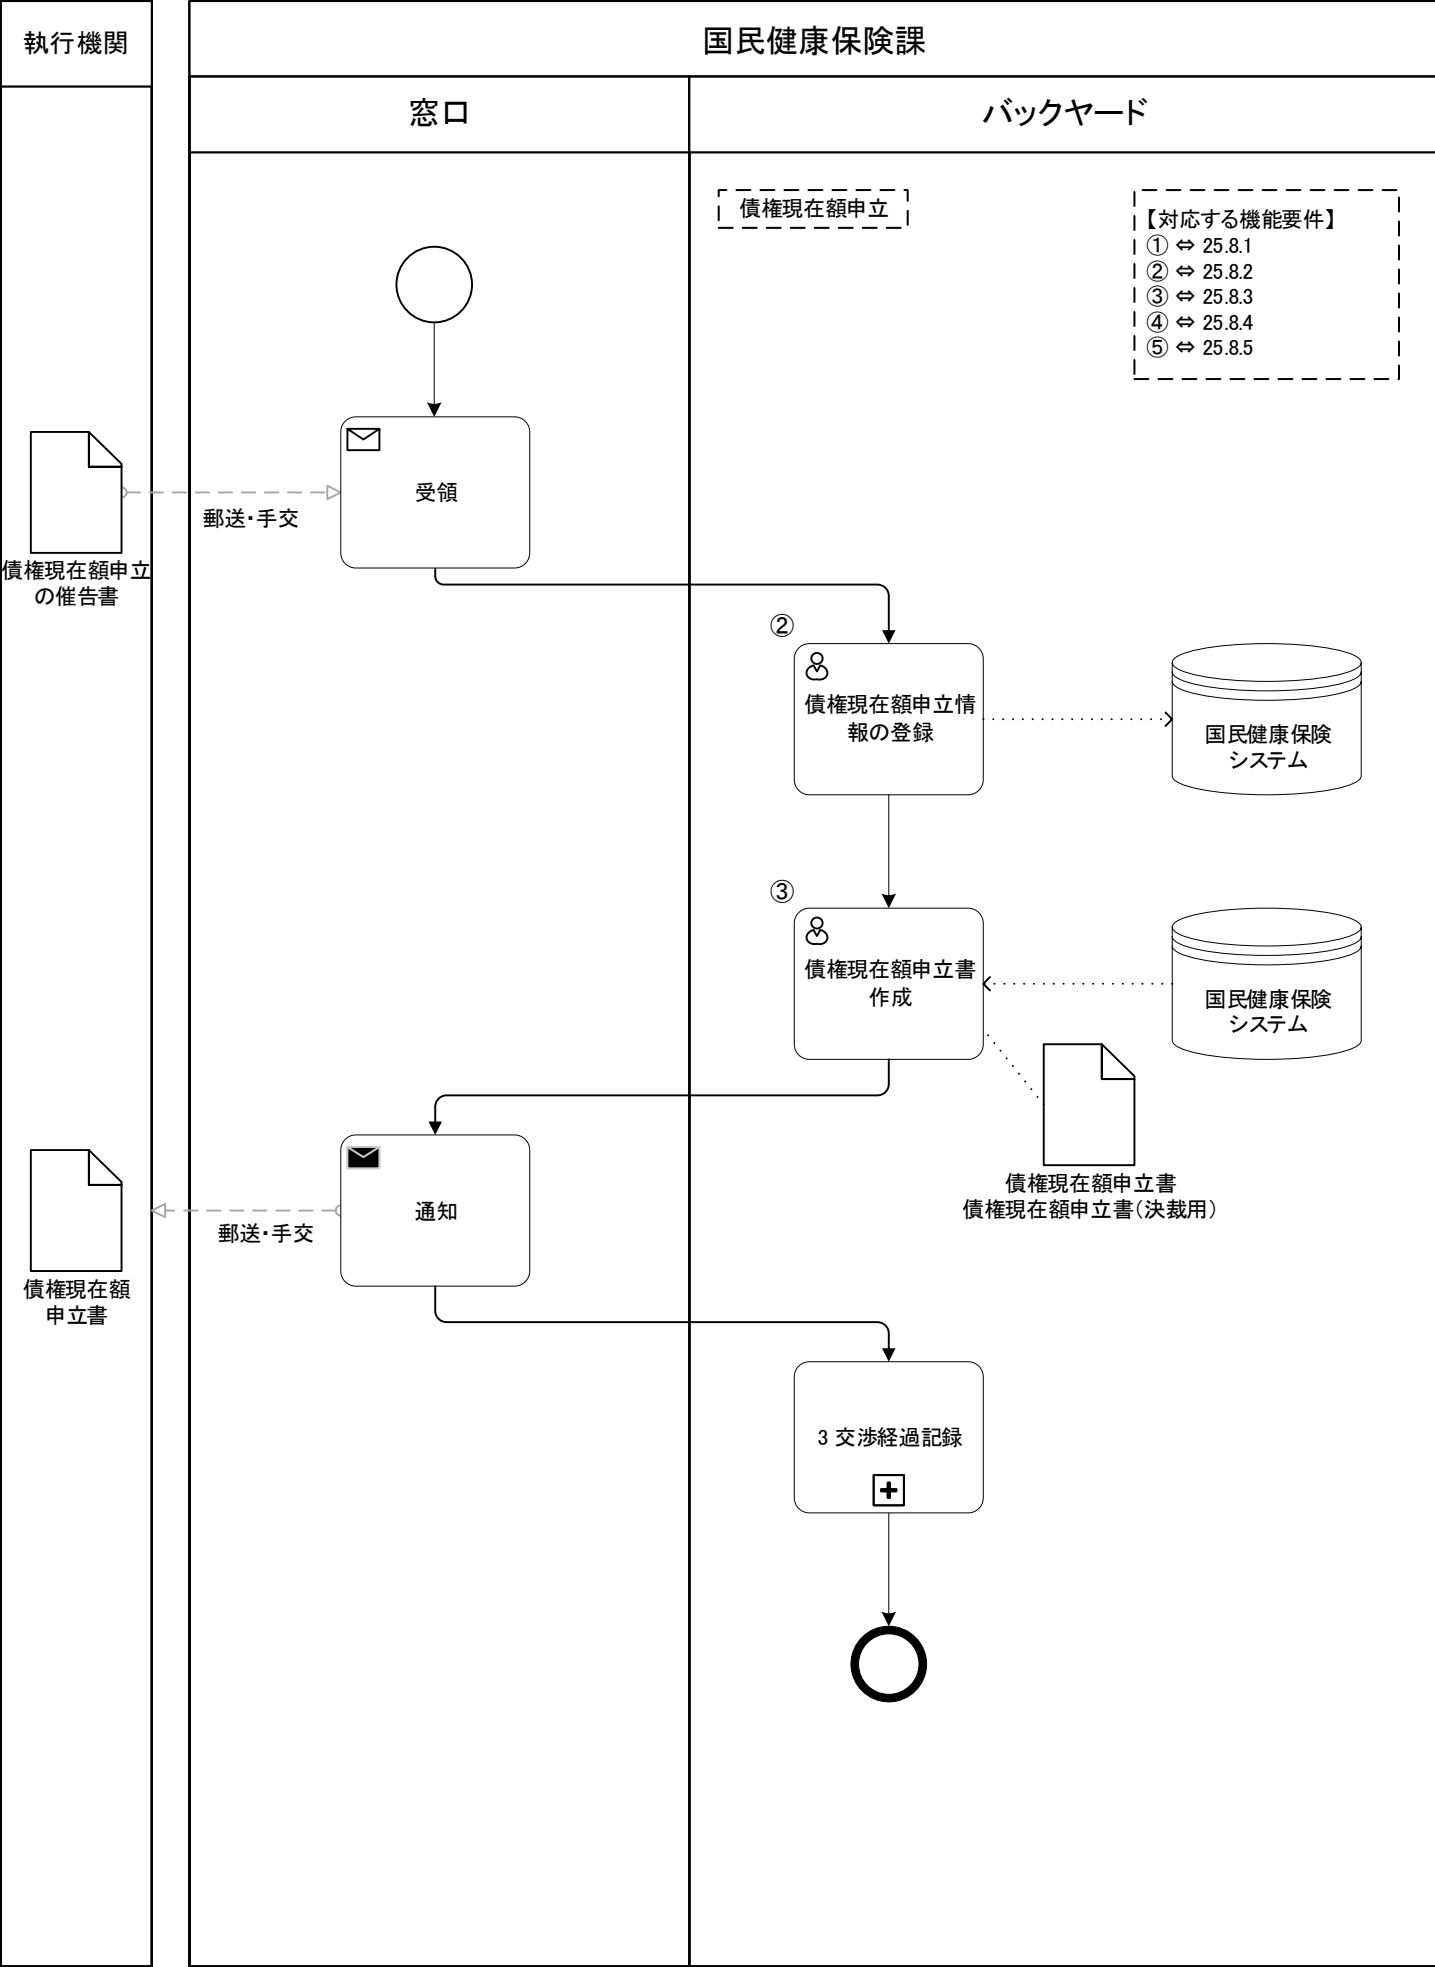 執行機関
国民健康保険課
窓口
バックヤード
債権現在額申立
【対応する機能要件】
① ⇔ 25.8.1
② ⇔ 25.8.2
③ ⇔ 25.8.3
④ ⇔ 25.8.4
⑤ ⇔ 25.8.5
受領
郵送・手交
債権現在額申立
の催告書
②
債権現在額申立情
報の登録
国民健康保険
システム
③
債権現在額申立書
作成
国民健康保険
システム
債権現在額申立書
債権現在額申立書（決裁用）
通知
郵送・手交
債権現在額
申立書
3 交渉経過記録